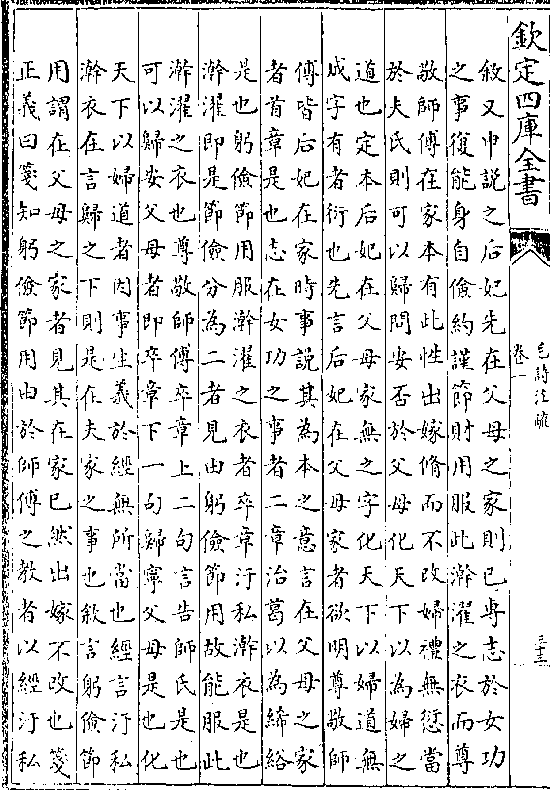 欽定四庫全書
毛詩注疏
卷一
三十三
敘又申說之后妃先在父母之家則已專志於女功
之事復能身自儉約謹節財用服此澣濯之衣而尊
敬師傅在家本有此性出嫁脩而不改婦禮無愆當
於夫氏則可以歸問安否於父母化天下以為婦之
道也定本后妃在父母家無之字化天下以婦道無
成字有者衍也先言后妃在父母家者欲明尊敬師
傅皆后妃在家時事說其為本之意言在父母之家
者首章是也志在女功之事者二章治葛以為絺綌
是也躬儉節用服澣濯之衣者卒章汙私澣衣是也
澣濯即是節儉分為二者見由躬儉節用故能服此
澣濯之衣也尊敬師傅卒章上二句言告師氏是也
可以歸安父母者即卒章下一句歸寧父母是也化
天下以婦道者因事生義於經無所當也經言汙私
澣衣在言歸之下則是在夫家之事也敘言躬儉節
用謂在父母之家者見其在家已然出嫁不改也箋
正義曰箋知躬儉節用由於師傅之教者以經汙私